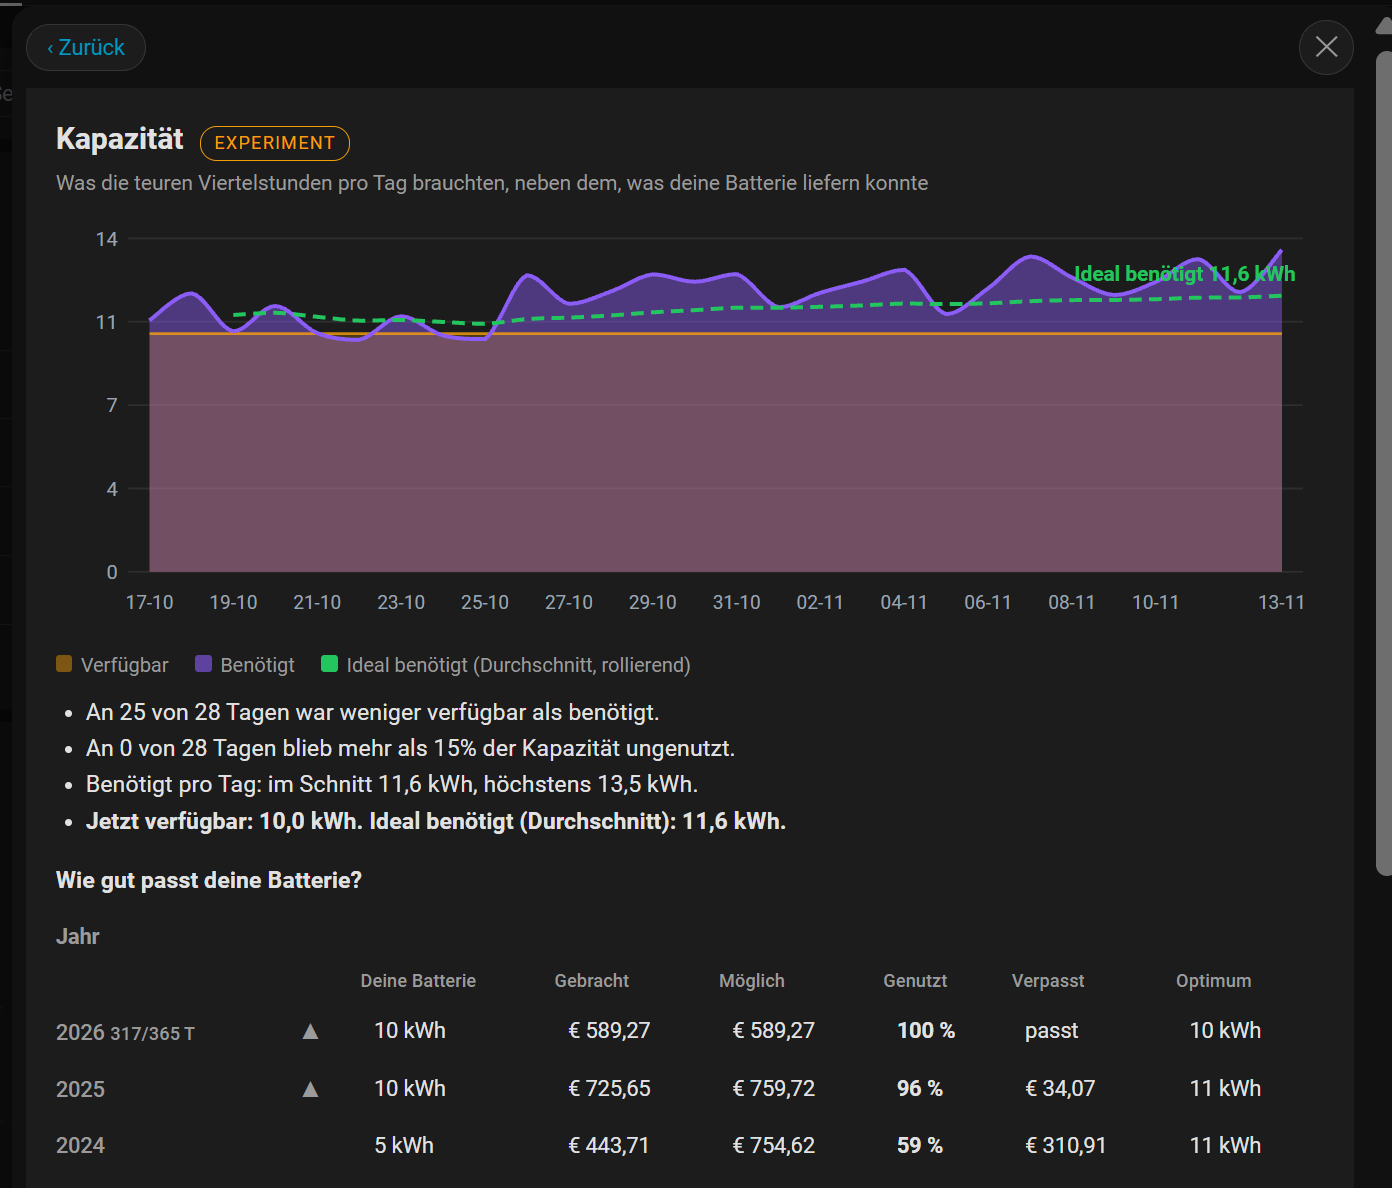 ‹ Zurück
Kapazität EXPERIMENT
Was die teuren Viertelstunden pro Tag brauchten, neben dem, was deine Batterie liefern konnte
14
Ideal benötigt 11,6 kWh
11
7
4
0
17-10 19-10 21-10 23-10 25-10 27-10 29-10 31-10 02-11 04-11 06-11 08-11 10-11 13-11
Verfügbar Benötigt Ideal benötigt (Durchschnitt, rollierend)
• An 25 von 28 Tagen war weniger verfügbar als benötigt.
• An 0 von 28 Tagen blieb mehr als 15% der Kapazität ungenutzt.
• Benötigt pro Tag: im Schnitt 11,6 kWh, höchstens 13,5 kWh.
• Jetzt verfügbar: 10,0 kWh. Ideal benötigt (Durchschnitt): 11,6 kWh.
Wie gut passt deine Batterie?
Jahr
Deine Batterie Gebracht Möglich Genutzt Verpasst Optimum
2026 317/365 T ▲ 10 kWh € 589,27 € 589,27 100 % passt 10 kWh
2025 ▲ 10 kWh € 725,65 € 759,72 96 % € 34,07 11 kWh
2024 5 kWh € 443,71 € 754,62 59 % € 310,91 11 kWh